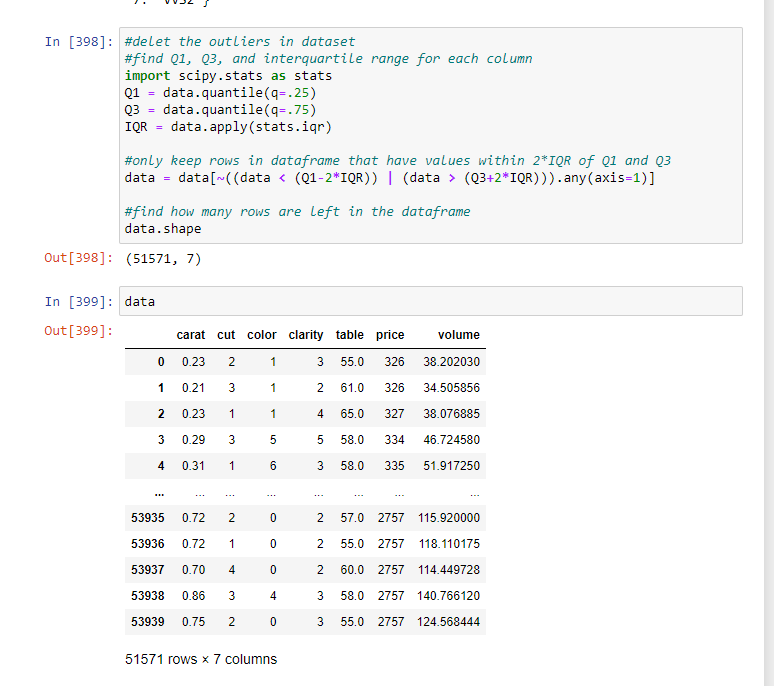 7: 'VVS2'}
In [398]: #delet the outliers in dataset
#find Q1, Q3, and interquartile range for each column
import scipy.stats as stats
Q1 = data.quantile(q=.25)
Q3 = data.quantile(q=.75)
IQR = data.apply(stats.iqr)
#only keep rows in dataframe that have values within 2*IQR of Q1 and Q3
data = data[~((data < (Q1-2*IQR)) | (data > (Q3+2*IQR))).any(axis=1)]
#find how many rows are left in the dataframe
data.shape
Out[398]: (51571, 7)
In [399]: data
Out[399]:
carat cut color clarity table price volume
0 0.23 2 1 3 55.0 326 38.202030
1 0.21 3 1 2 61.0 326 34.505856
2 0.23 1 1 4 65.0 327 38.076885
3 0.29 3 5 5 58.0 334 46.724580
4 0.31 1 6 3 58.0 335 51.917250
... ... ... ... ... ... ... ...
53935 0.72 2 0 2 57.0 2757 115.920000
53936 0.72 1 0 2 55.0 2757 118.110175
53937 0.70 4 0 2 60.0 2757 114.449728
53938 0.86 3 4 3 58.0 2757 140.766120
53939 0.75 2 0 3 55.0 2757 124.568444
51571 rows × 7 columns